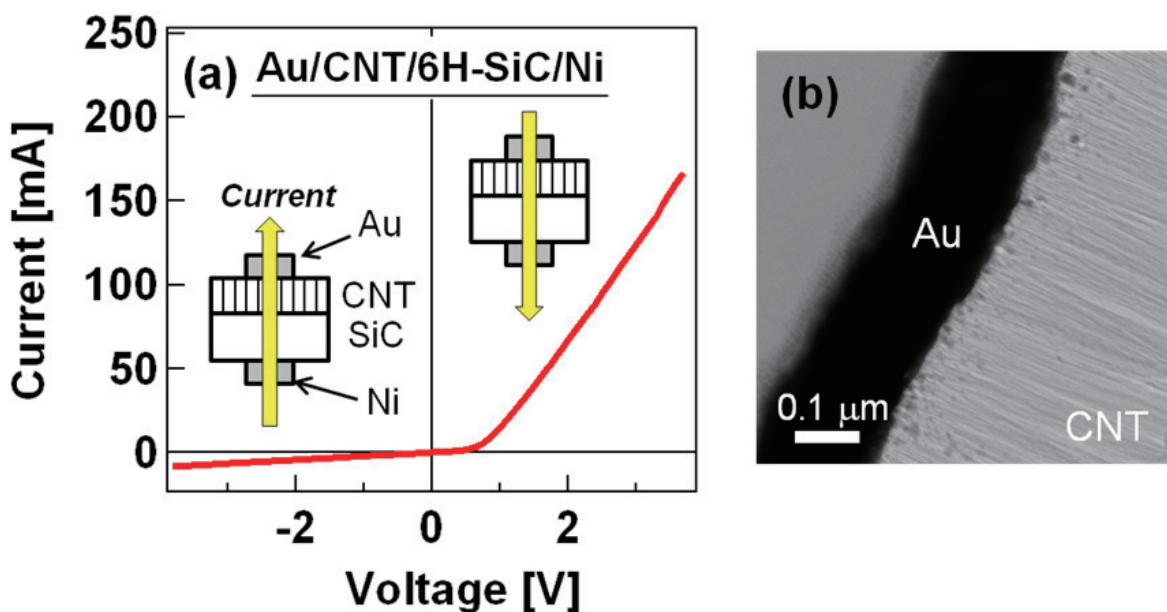 (a) Au/CNT/6H-SiC/Ni
Current [mA]
250
200
150
100
50
0
Current
Au
CNT
SiC
Ni
-2 0 2
Voltage [V]
(b)
Au
0.1 μm
CNT